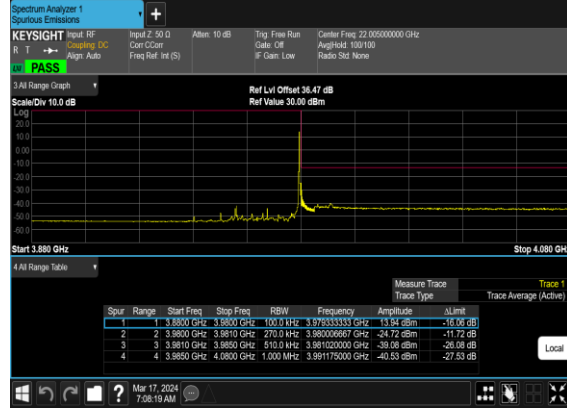 Spectrum Analyzer 1
Spurious Emissions
+
KEYSIGHT Input: RF Input Z: 50 Ω Atten: 10 dB Trig: Free Run Center Freq: 22.005000000 GHz
R T Coupling: DC Corr CCorr Gate: Off Avg|Hold: 100/100
Align: Auto Freq Ref: Int (S) IF Gain: Low Radio Std: None
PASS
3 All Range Graph Ref Lvl Offset 36.47 dB
Scale/Div 10.0 dB Ref Value 30.00 dBm
Log
20.0
10.0
0.00
-10.0
-20.0
-30.0
-40.0
-50.0
-60.0
Start 3.880 GHz Stop 4.080 GHz
4 All Range Table
Measure Trace Trace 1
Trace Type Trace Average (Active)
Spur Range Start Freq Stop Freq RBW Frequency Amplitude ΔLimit
1 1 3.8800 GHz 3.9800 GHz 100.0 kHz 3.979333333 GHz 13.94 dBm -16.06 dB
2 2 3.9800 GHz 3.9810 GHz 270.0 kHz 3.980006667 GHz -24.72 dBm -11.72 dB
3 3 3.9810 GHz 3.9850 GHz 510.0 kHz 3.981020000 GHz -39.08 dBm -26.08 dB
4 4 3.9850 GHz 4.0800 GHz 1.000 MHz 3.991175000 GHz -40.53 dBm -27.53 dB
Local
? Mar 17, 2024
7:08:19 AM